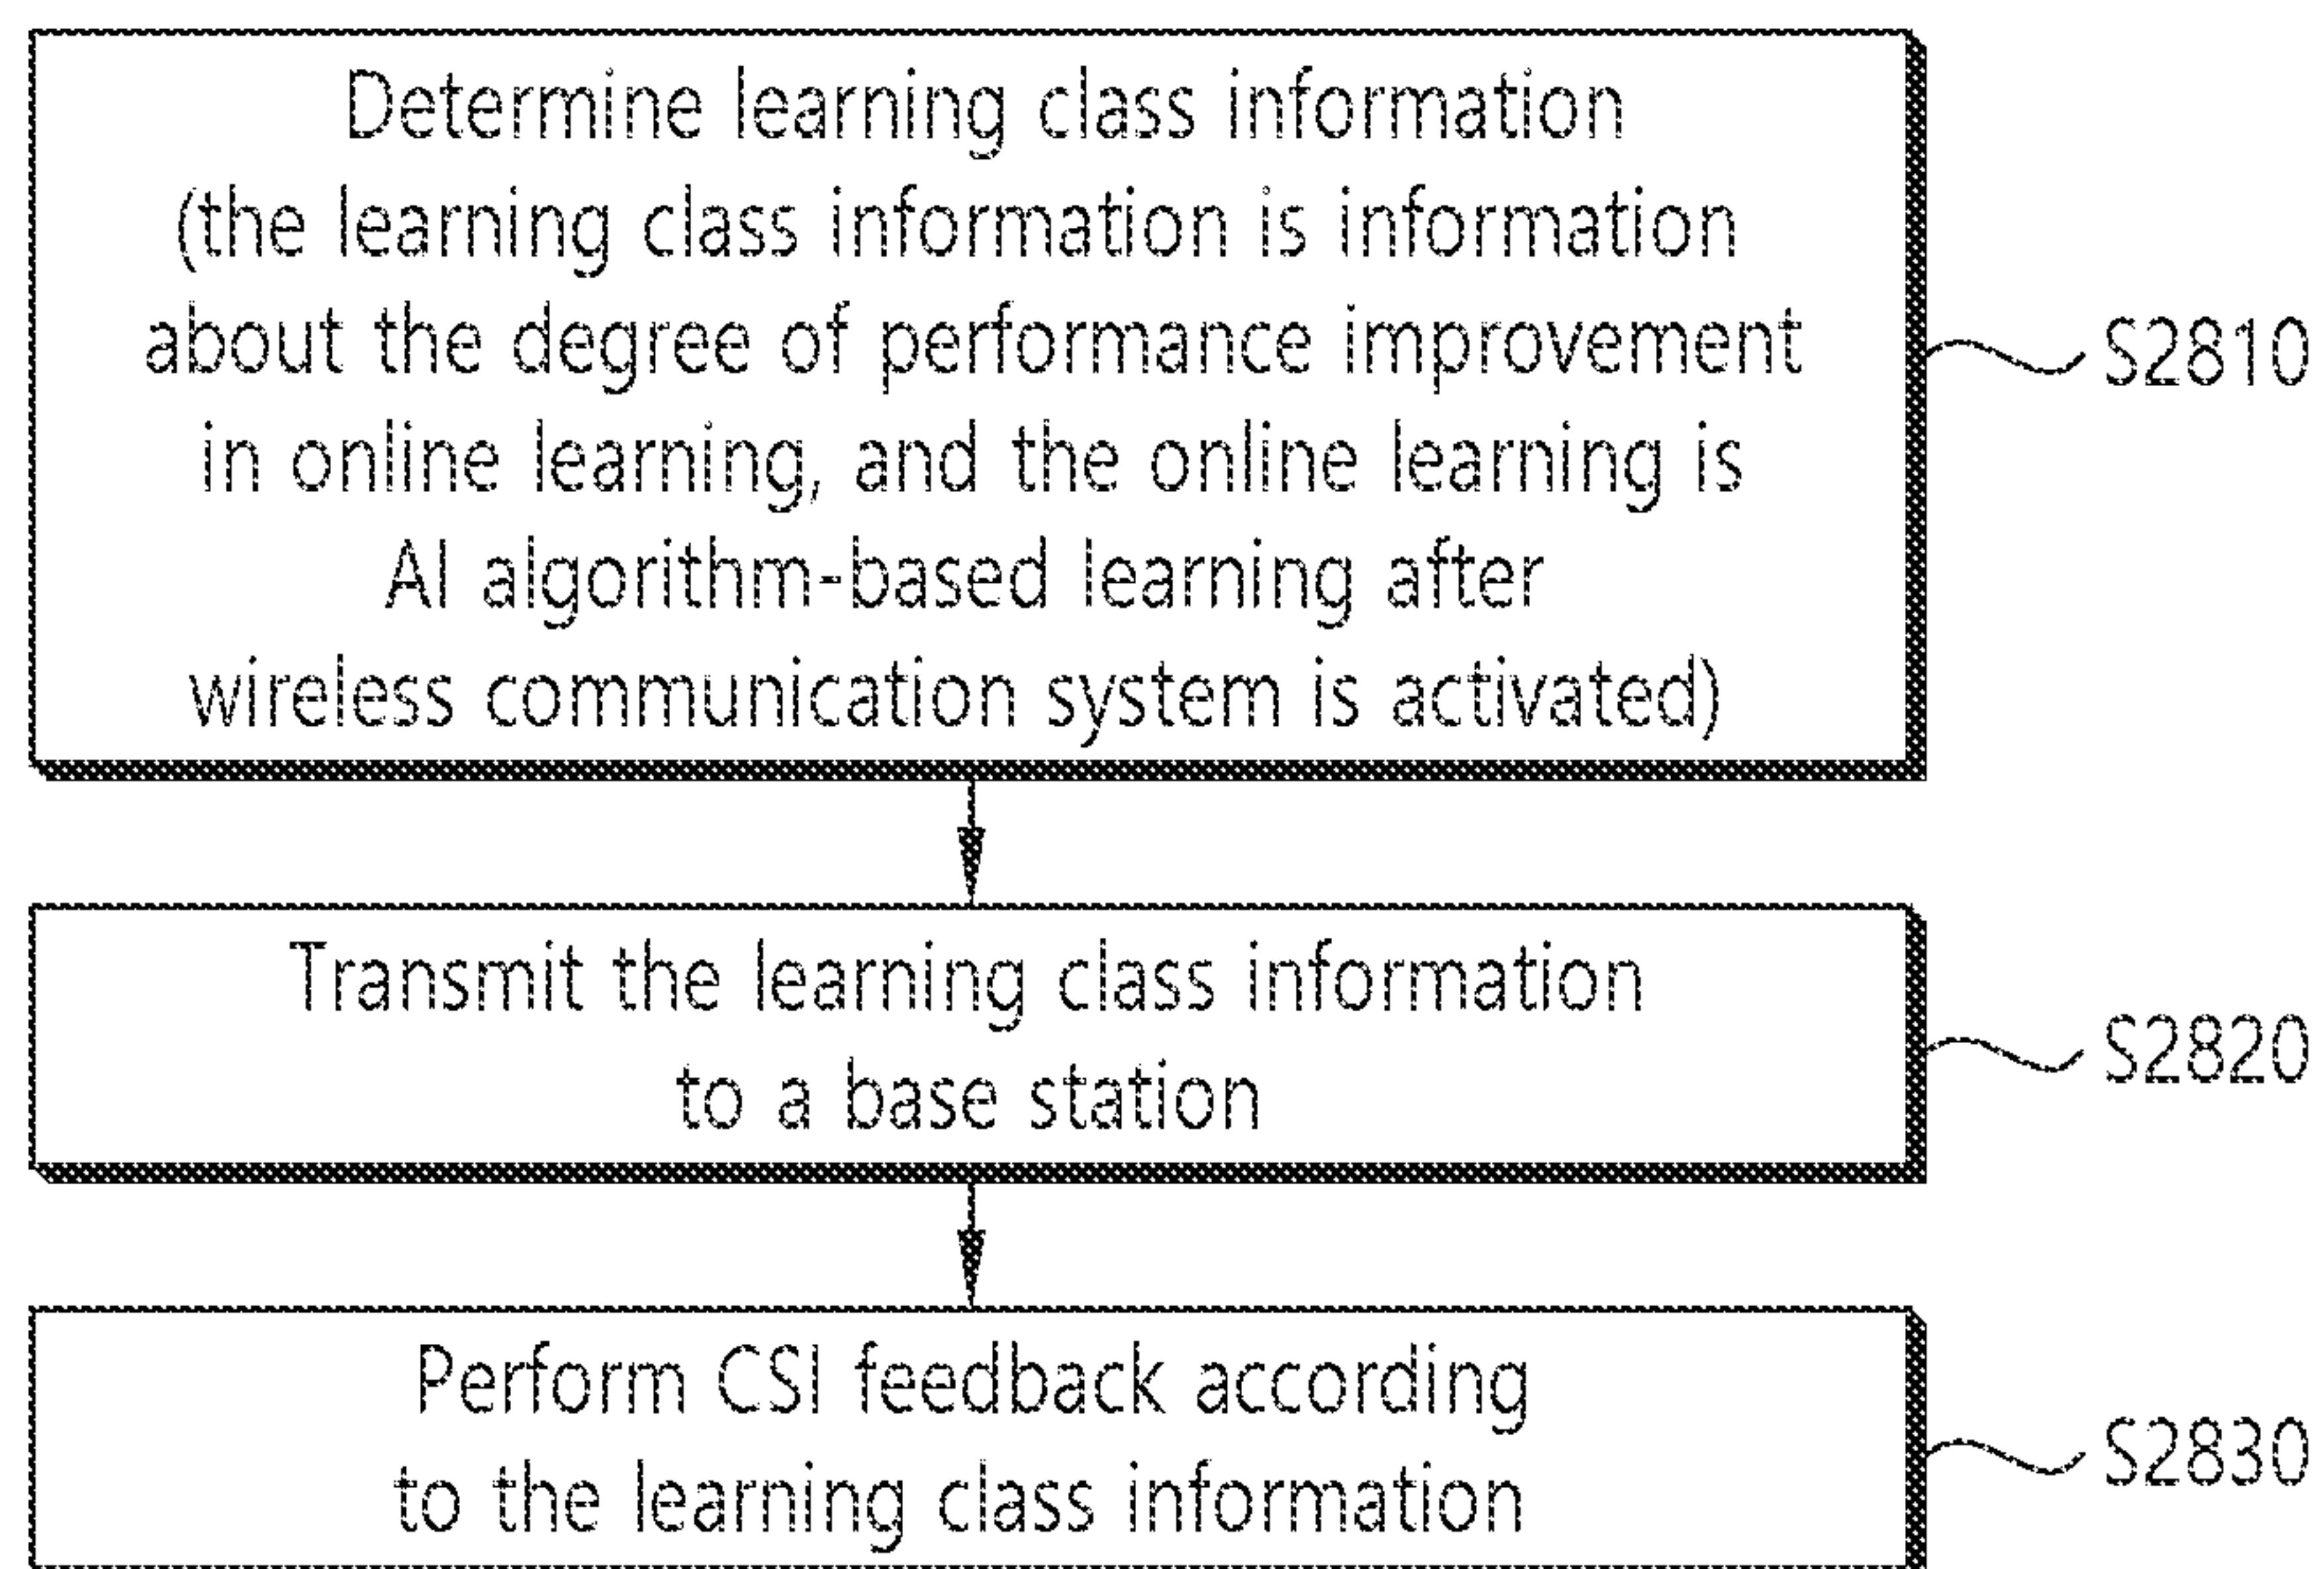 Determine learning class information
(the learning class information is information
about the degree of performance improvement
in online learning, and the online learning is
AI algorithm-based learning after
wireless communication system is activated)
S2810
Transmit the learning class information
to a base station
S2820
Perform CSI feedback according
to the learning class information
S2830